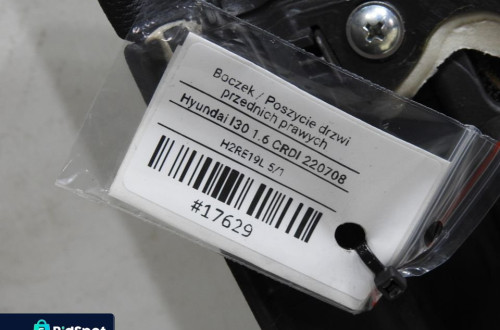 Boczek / Poszycie drzwi
przednich prawych
Hyundai I30 1.6 CRDI 220708
H2RE19L 5/1
#17629